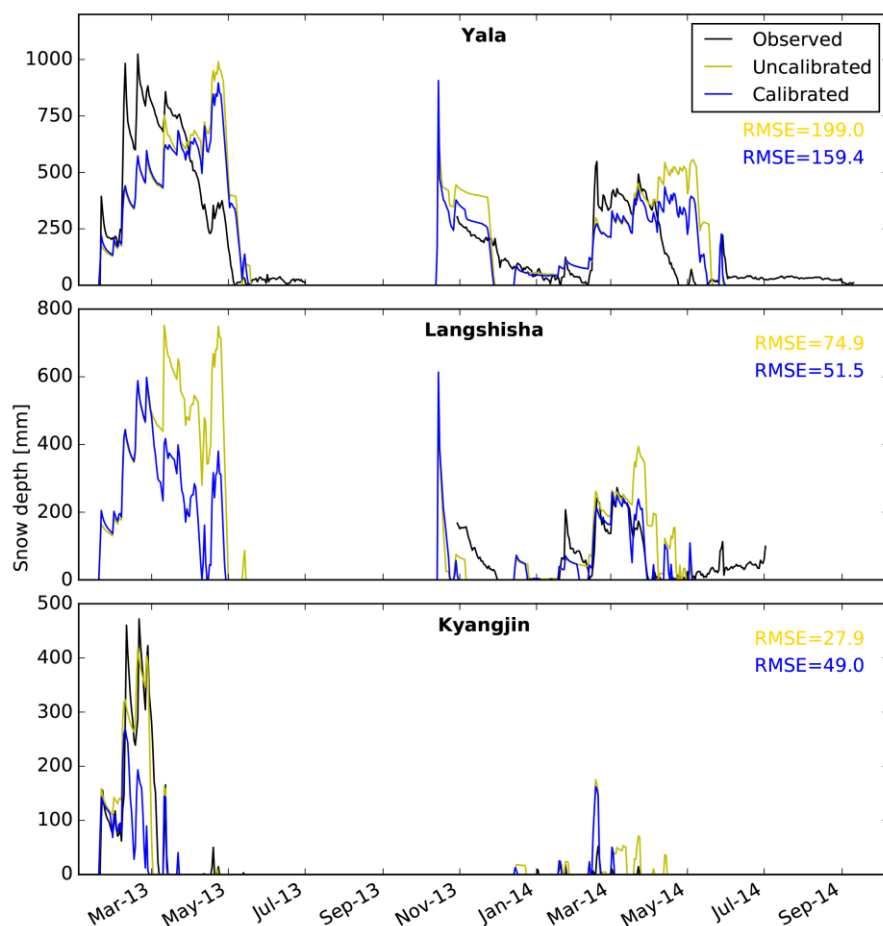 Yala
Observed
Uncalibrated
Calibrated
RMSE=199.0
RMSE=159.4
1000
750
500
250
0
Langshisha
RMSE=74.9
RMSE=51.5
800
600
400
200
0
Snow depth [mm]
Kyangjin
RMSE=27.9
RMSE=49.0
500
400
300
200
100
0
Mar-13
May-13
Jul-13
Sep-13
Nov-13
Jan-14
Mar-14
May-14
Jul-14
Sep-14